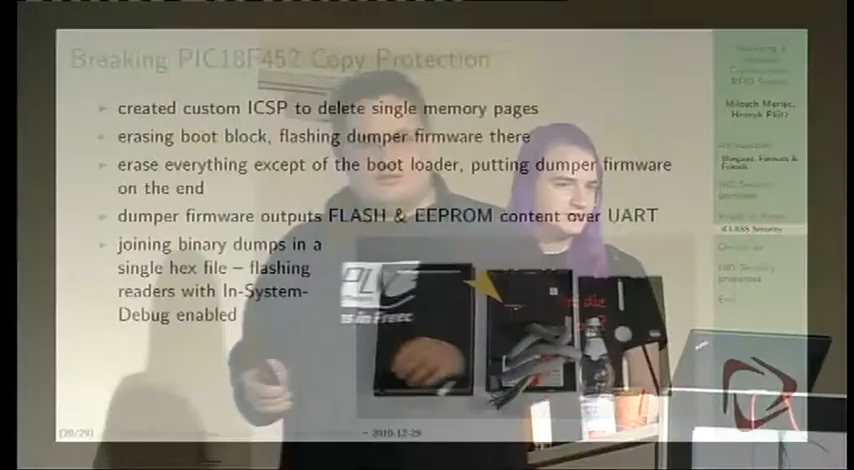 Breaking PIC18F452 Copy Protection
created custom ICSP to delete single memory pages
erasing boot block, flashing dumper firmware there
erase everything except of the boot loader, putting dumper firmware
on the end
dumper firmware outputs FLASH & EEPROM content over UART
joining binary dumps in a
single hex file – flashing
readers with In-System-
Debug enabled
Milosch Meriac,
Henryk Plötz
iCLASS Security
(20/29)
– 2010-12-29